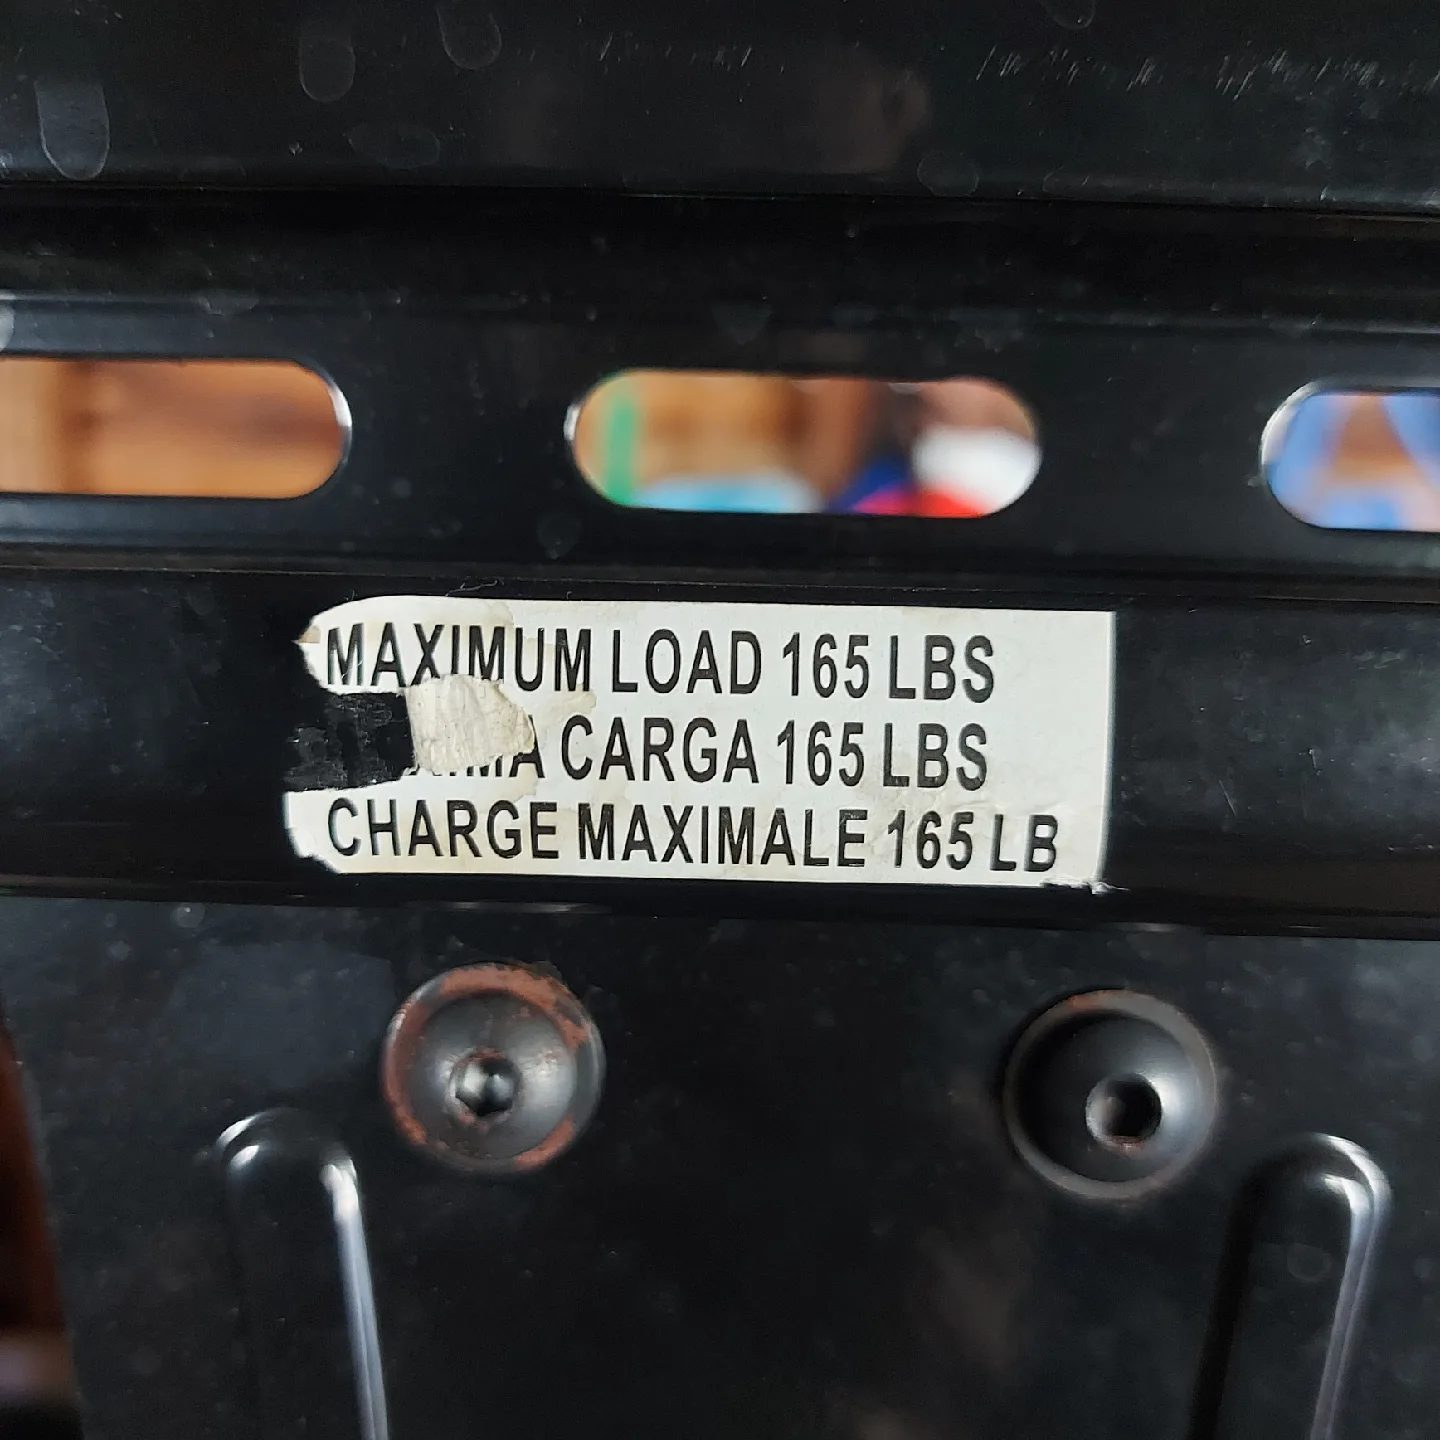 MAXIMUM LOAD 165 LBS
CARGA 165 LBS
CHARGE MAXIMALE 165 LB